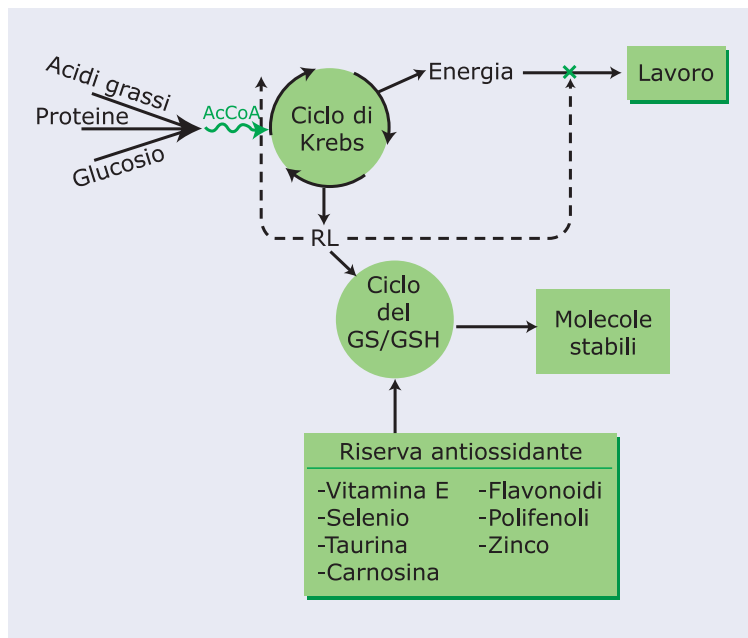 Acidi grassi
Proteine
Glucosio
AcCoA
Ciclo di
Krebs
Energia
Lavoro
RL
Ciclo
del
GS/GSH
Molecole
stabili
Riserva antiossidante
-Vitamina E
-Selenio
-Taurina
-Carnosina
-Flavonoidi
-Polifenoli
-Zinco